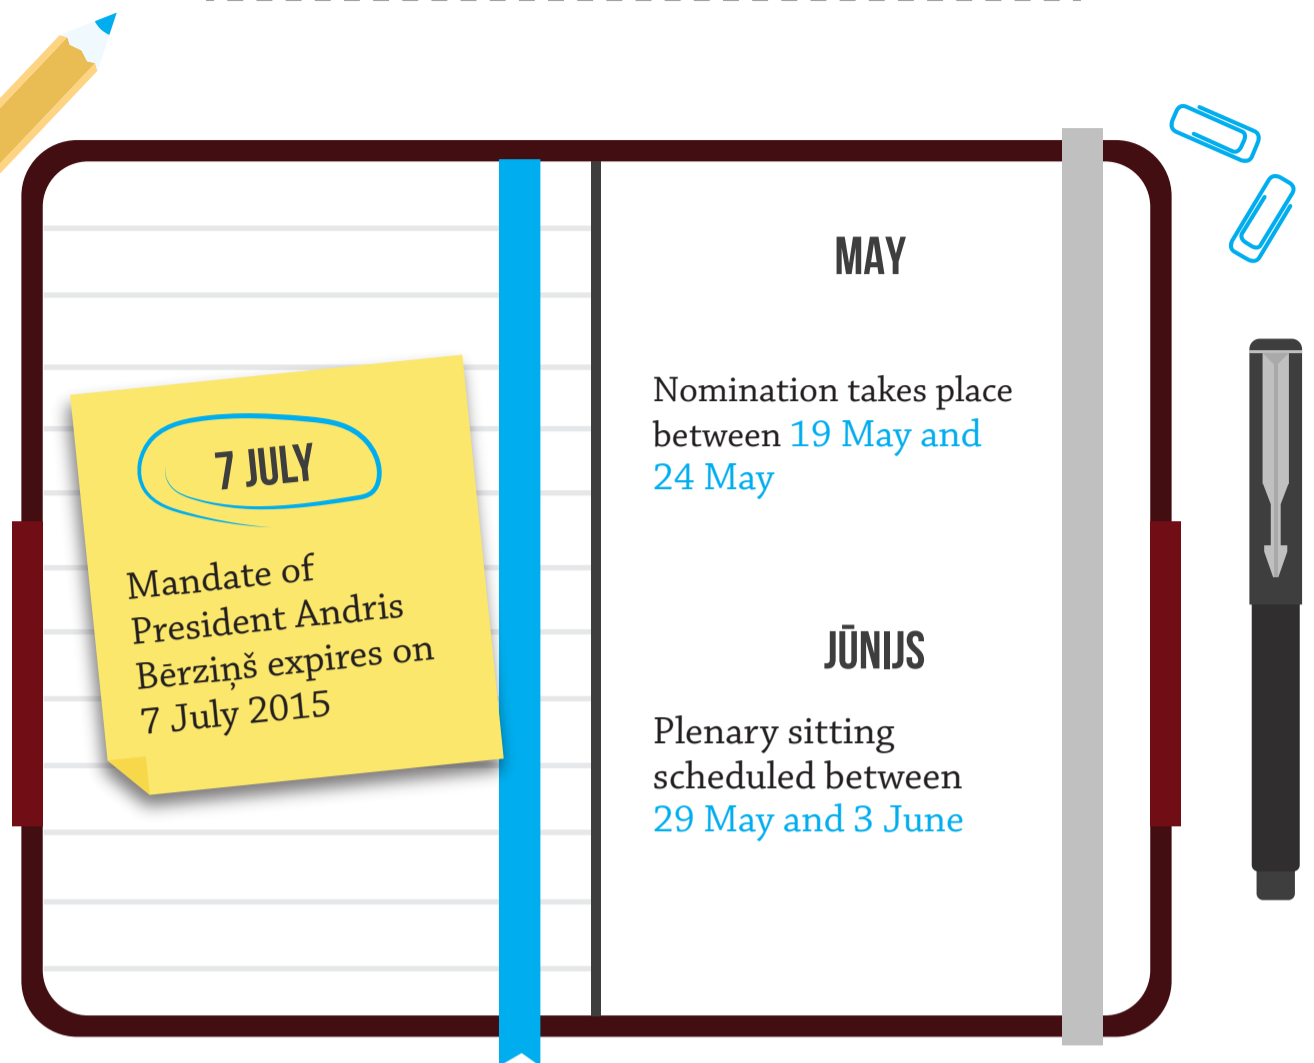 7 JULY
Mandate of
President Andris
Bērziņš expires on
7 July 2015
MAY
Nomination takes place
between 19 May and
24 May
JŪNIJS
Plenary sitting
scheduled between
29 May and 3 June